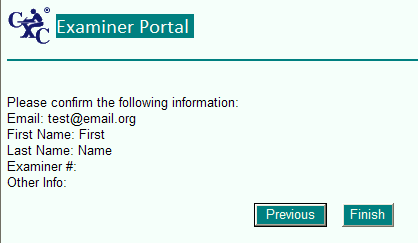 GXC® Examiner Portal
Please confirm the following information:
Email: test@email.org
First Name: First
Last Name: Name
Examiner #:
Other Info:
Previous Finish